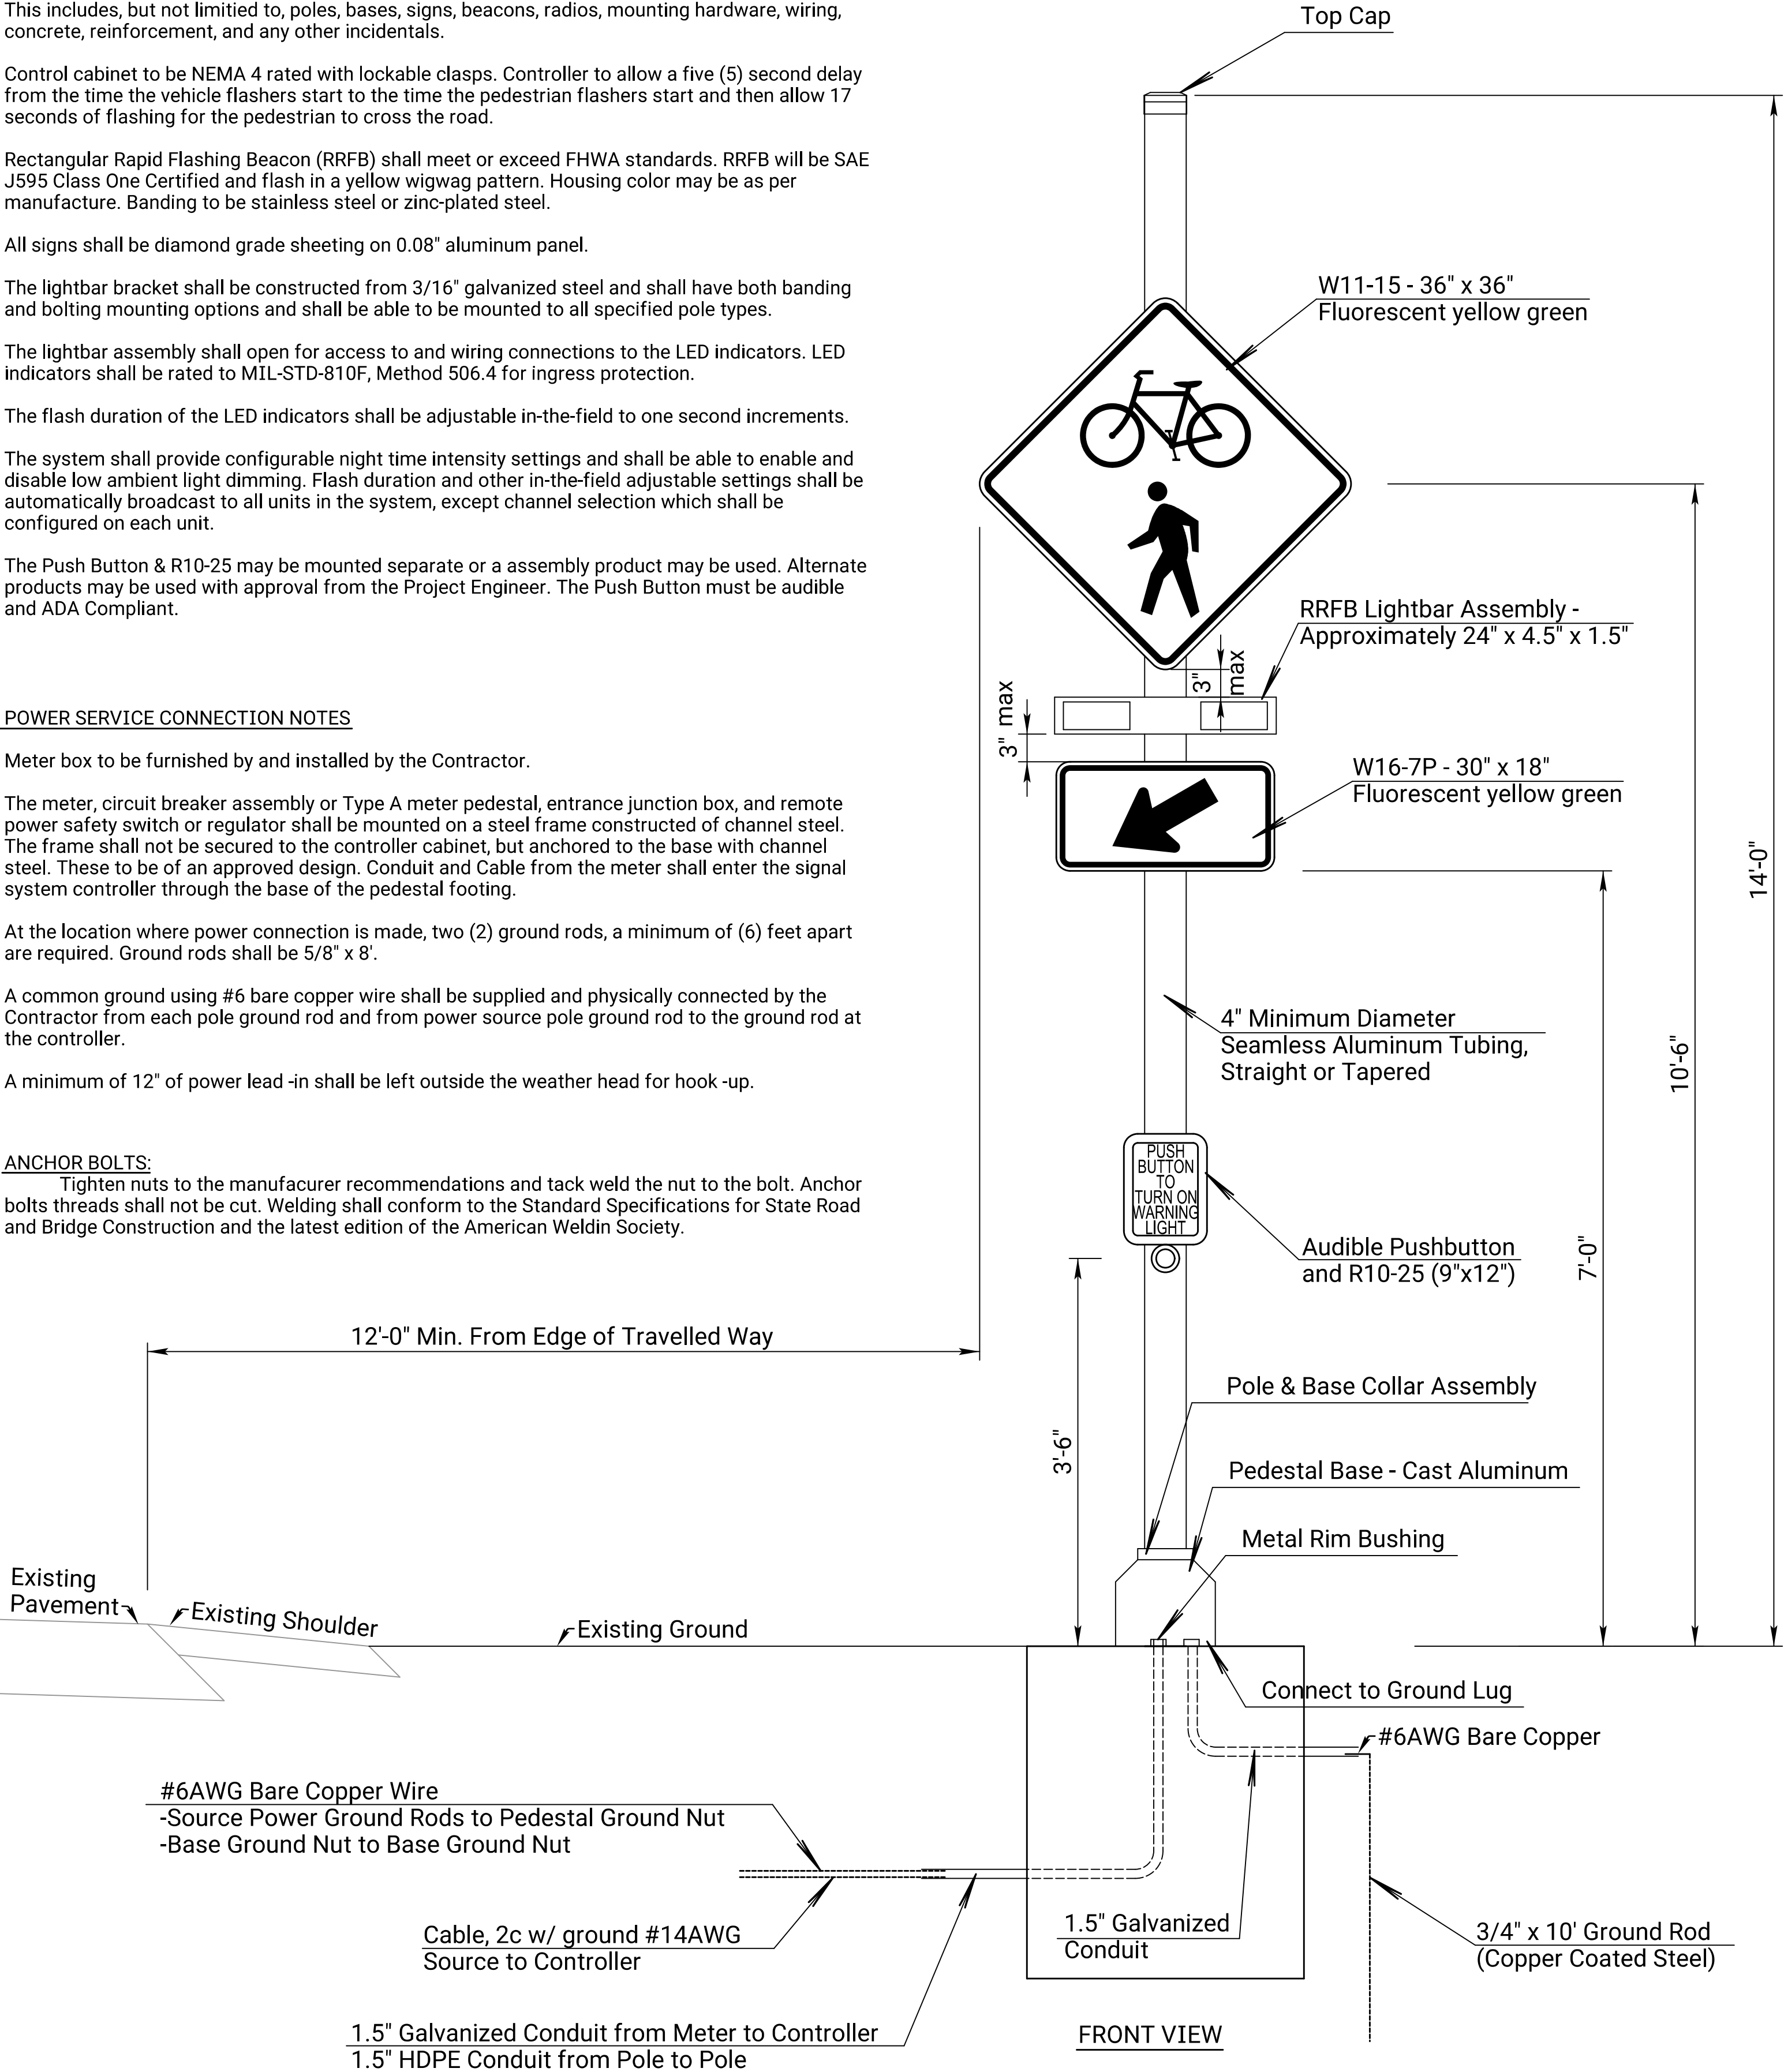 This includes, but not limitied to, poles, bases, signs, beacons, radios, mounting hardware, wiring,
concrete, reinforcement, and any other incidentals.
Control cabinet to be NEMA 4 rated with lockable clasps. Controller to allow a five (5) second delay
from the time the vehicle flashers start to the time the pedestrian flashers start and then allow 17
seconds of flashing for the pedestrian to cross the road.
Rectangular Rapid Flashing Beacon (RRFB) shall meet or exceed FHWA standards. RRFB will be SAE
J595 Class One Certified and flash in a yellow wigwag pattern. Housing color may be as per
manufacture. Banding to be stainless steel or zinc-plated steel.
All signs shall be diamond grade sheeting on 0.08" aluminum panel.
The lightbar bracket shall be constructed from 3/16" galvanized steel and shall have both banding
and bolting mounting options and shall be able to be mounted to all specified pole types.
The lightbar assembly shall open for access to and wiring connections to the LED indicators. LED
indicators shall be rated to MIL-STD-810F, Method 506.4 for ingress protection.
The flash duration of the LED indicators shall be adjustable in-the-field to one second increments.
The system shall provide configurable night time intensity settings and shall be able to enable and
disable low ambient light dimming. Flash duration and other in-the-field adjustable settings shall be
automatically broadcast to all units in the system, except channel selection which shall be
configured on each unit.
The Push Button & R10-25 may be mounted separate or a assembly product may be used. Alternate
products may be used with approval from the Project Engineer. The Push Button must be audible
and ADA Compliant.
POWER SERVICE CONNECTION NOTES
Meter box to be furnished by and installed by the Contractor.
The meter, circuit breaker assembly or Type A meter pedestal, entrance junction box, and remote
power safety switch or regulator shall be mounted on a steel frame constructed of channel steel.
The frame shall not be secured to the controller cabinet, but anchored to the base with channel
steel. These to be of an approved design. Conduit and Cable from the meter shall enter the signal
system controller through the base of the pedestal footing.
At the location where power connection is made, two (2) ground rods, a minimum of (6) feet apart
are required. Ground rods shall be 5/8" x 8'.
A common ground using #6 bare copper wire shall be supplied and physically connected by the
Contractor from each pole ground rod and from power source pole ground rod to the ground rod at
the controller.
A minimum of 12" of power lead -in shall be left outside the weather head for hook -up.
ANCHOR BOLTS:
Tighten nuts to the manufacurer recommendations and tack weld the nut to the bolt. Anchor
bolts threads shall not be cut. Welding shall conform to the Standard Specifications for State Road
and Bridge Construction and the latest edition of the American Weldin Society.
Top Cap
W11-15 - 36" x 36"
Fluorescent yellow green
RRFB Lightbar Assembly -
Approximately 24" x 4.5" x 1.5"
3"
max
3" max
W16-7P - 30" x 18"
Fluorescent yellow green
14'-0"
10'-6"
7'-0"
4" Minimum Diameter
Seamless Aluminum Tubing,
Straight or Tapered
PUSH
BUTTON
TO
TURN ON
WARNING
LIGHT
Audible Pushbutton
and R10-25 (9"x12")
12'-0" Min. From Edge of Travelled Way
3'-6"
Pole & Base Collar Assembly
Pedestal Base - Cast Aluminum
Metal Rim Bushing
Existing
Pavement
Existing Shoulder
Existing Ground
Connect to Ground Lug
#6AWG Bare Copper
#6AWG Bare Copper Wire
-Source Power Ground Rods to Pedestal Ground Nut
-Base Ground Nut to Base Ground Nut
Cable, 2c w/ ground #14AWG
Source to Controller
1.5" Galvanized
Conduit
3/4" x 10' Ground Rod
(Copper Coated Steel)
1.5" Galvanized Conduit from Meter to Controller
1.5" HDPE Conduit from Pole to Pole
FRONT VIEW